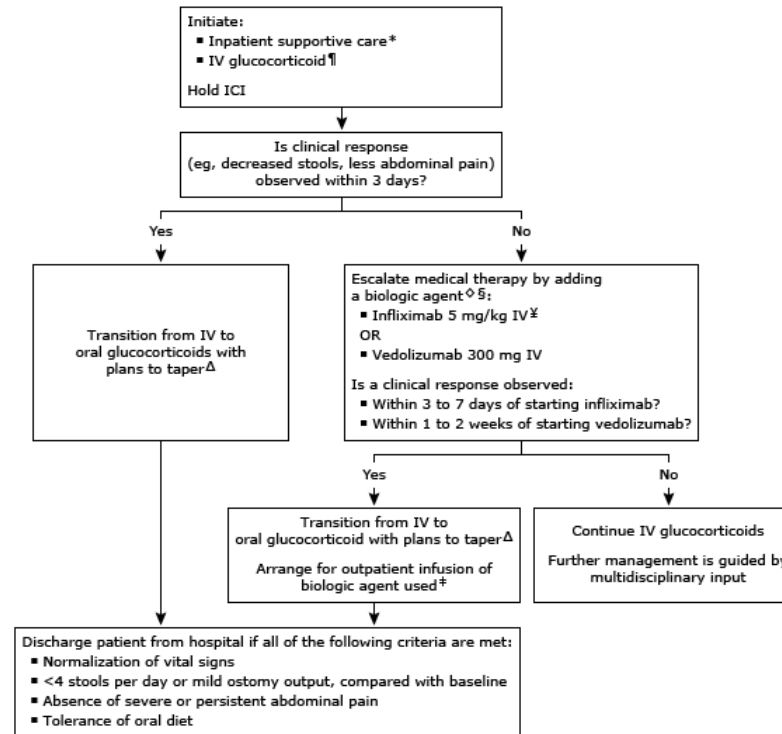 Initiate:
▪ Inpatient supportive care*
▪ IV glucocorticoid¶
Hold ICI
Is clinical response
(eg, decreased stools, less abdominal pain)
observed within 3 days?
Yes
No
Transition from IV to
oral glucocorticoids with
plans to taperΔ
Escalate medical therapy by adding
a biologic agent◊§:
▪ Infliximab 5 mg/kg IV¥
OR
▪ Vedolizumab 300 mg IV
Is a clinical response observed:
▪ Within 3 to 7 days of starting infliximab?
▪ Within 1 to 2 weeks of starting vedolizumab?
Yes
No
Transition from IV to
oral glucocorticoid with plans to taperΔ
Arrange for outpatient infusion of
biologic agent used‡
Continue IV glucocorticoids
Further management is guided by
multidisciplinary input
Discharge patient from hospital if all of the following criteria are met:
▪ Normalization of vital signs
▪ <4 stools per day or mild ostomy output, compared with baseline
▪ Absence of severe or persistent abdominal pain
▪ Tolerance of oral diet